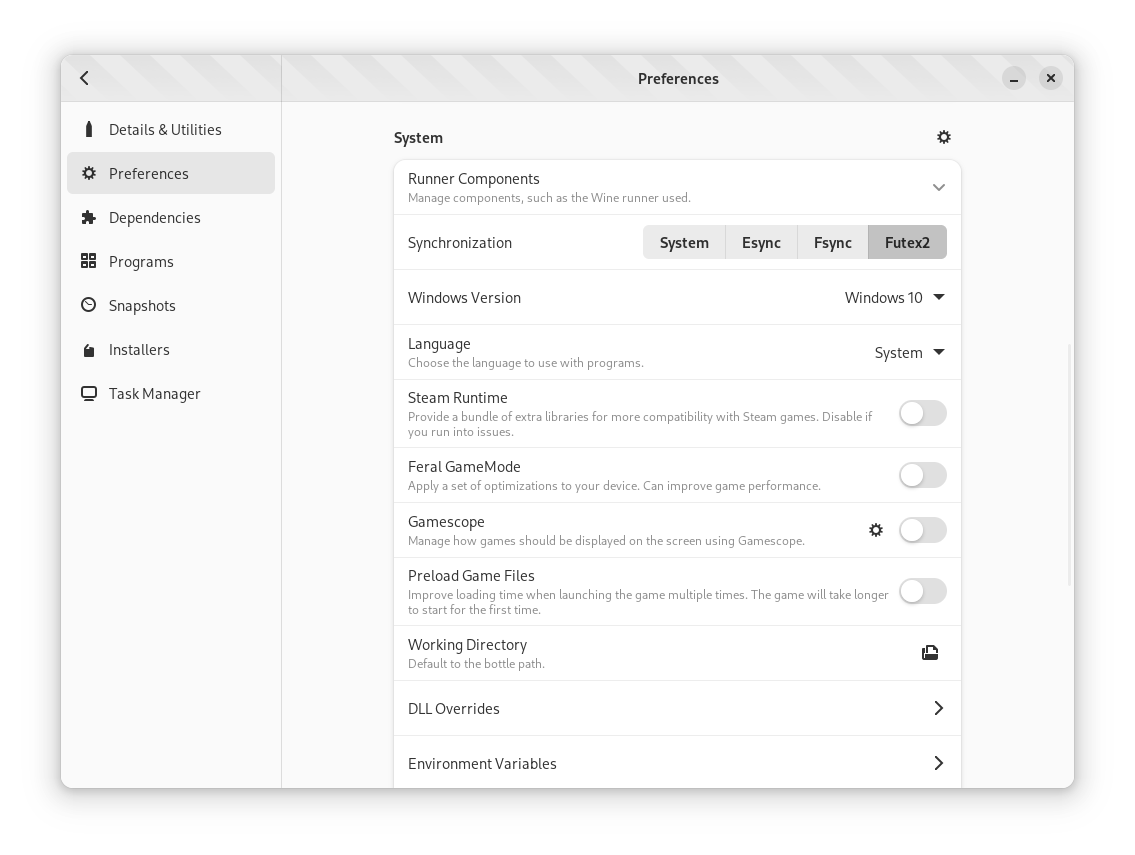 Preferences
Details & Utilities
Preferences
Dependencies
Programs
Snapshots
Installers
Task Manager
System
Runner Components
Manage components, such as the Wine runner used.
Synchronization
System Esync Fsync Futex2
Windows Version
Windows 10
Language
Choose the language to use with programs.
System
Steam Runtime
Provide a bundle of extra libraries for more compatibility with Steam games. Disable if
you run into issues.
Feral GameMode
Apply a set of optimizations to your device. Can improve game performance.
Gamescope
Manage how games should be displayed on the screen using Gamescope.
Preload Game Files
Improve loading time when launching the game multiple times. The game will take longer
to start for the first time.
Working Directory
Default to the bottle path.
DLL Overrides
Environment Variables